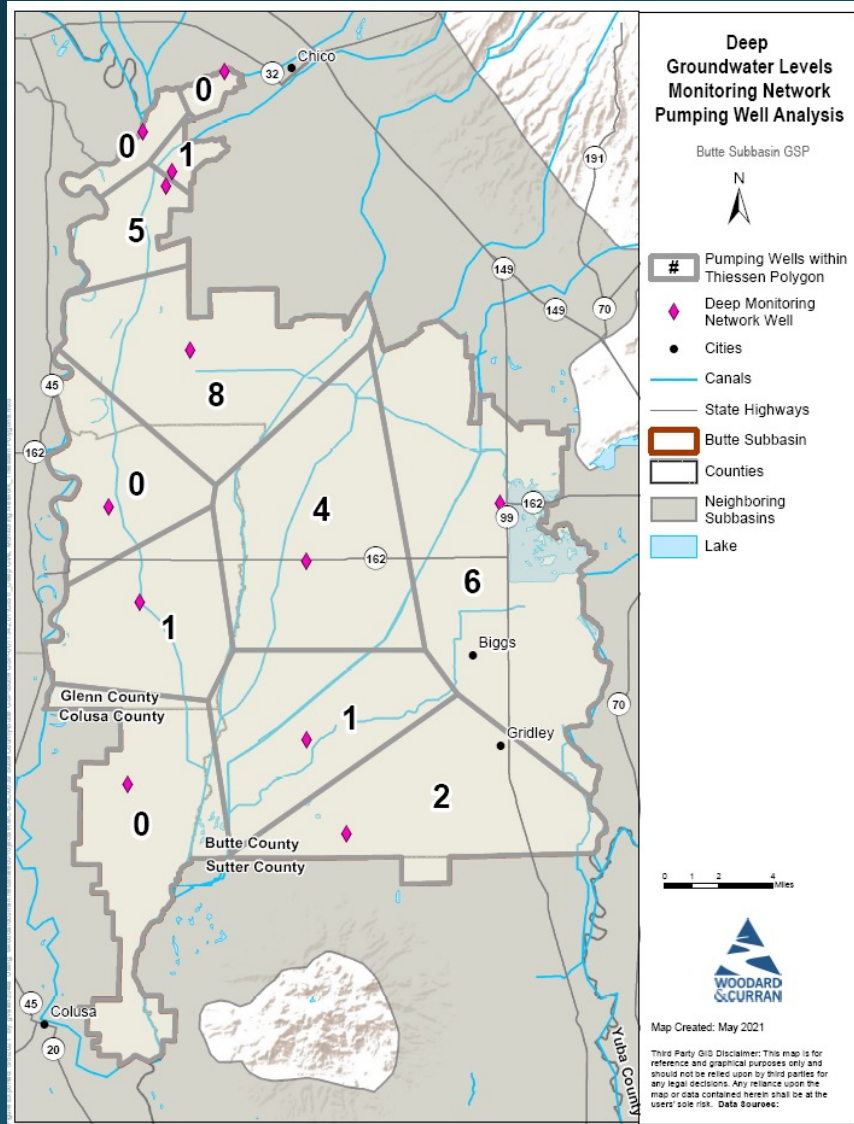 Deep
Groundwater Levels
Monitoring Network
Pumping Well Analysis
Butte Subbasin GSP
N
# Pumping Wells within
Thiessen Polygon
Deep Monitoring
Network Well
Cities
Canals
State Highways
Butte Subbasin
Counties
Neighboring
Subbasins
Lake
0 1 2 4
Miles
WOODARD
&CURRAN
Map Created: May 2021
Third Party GIS Disclaimer: This map is for
reference and graphical purposes only and
should not be relied upon by third parties for
any legal decisions. Any reliance upon the
map or data contained herein shall be at the
users' sole risk. Data Sources:
Chico
32
0
0
1
191
5
149
149
70
45
8
162
0
4
162
99
162
6
1
Biggs
Glenn County
Colusa County
70
1
Gridley
0
2
Butte County
Sutter County
45
Colusa
20
Yuba County